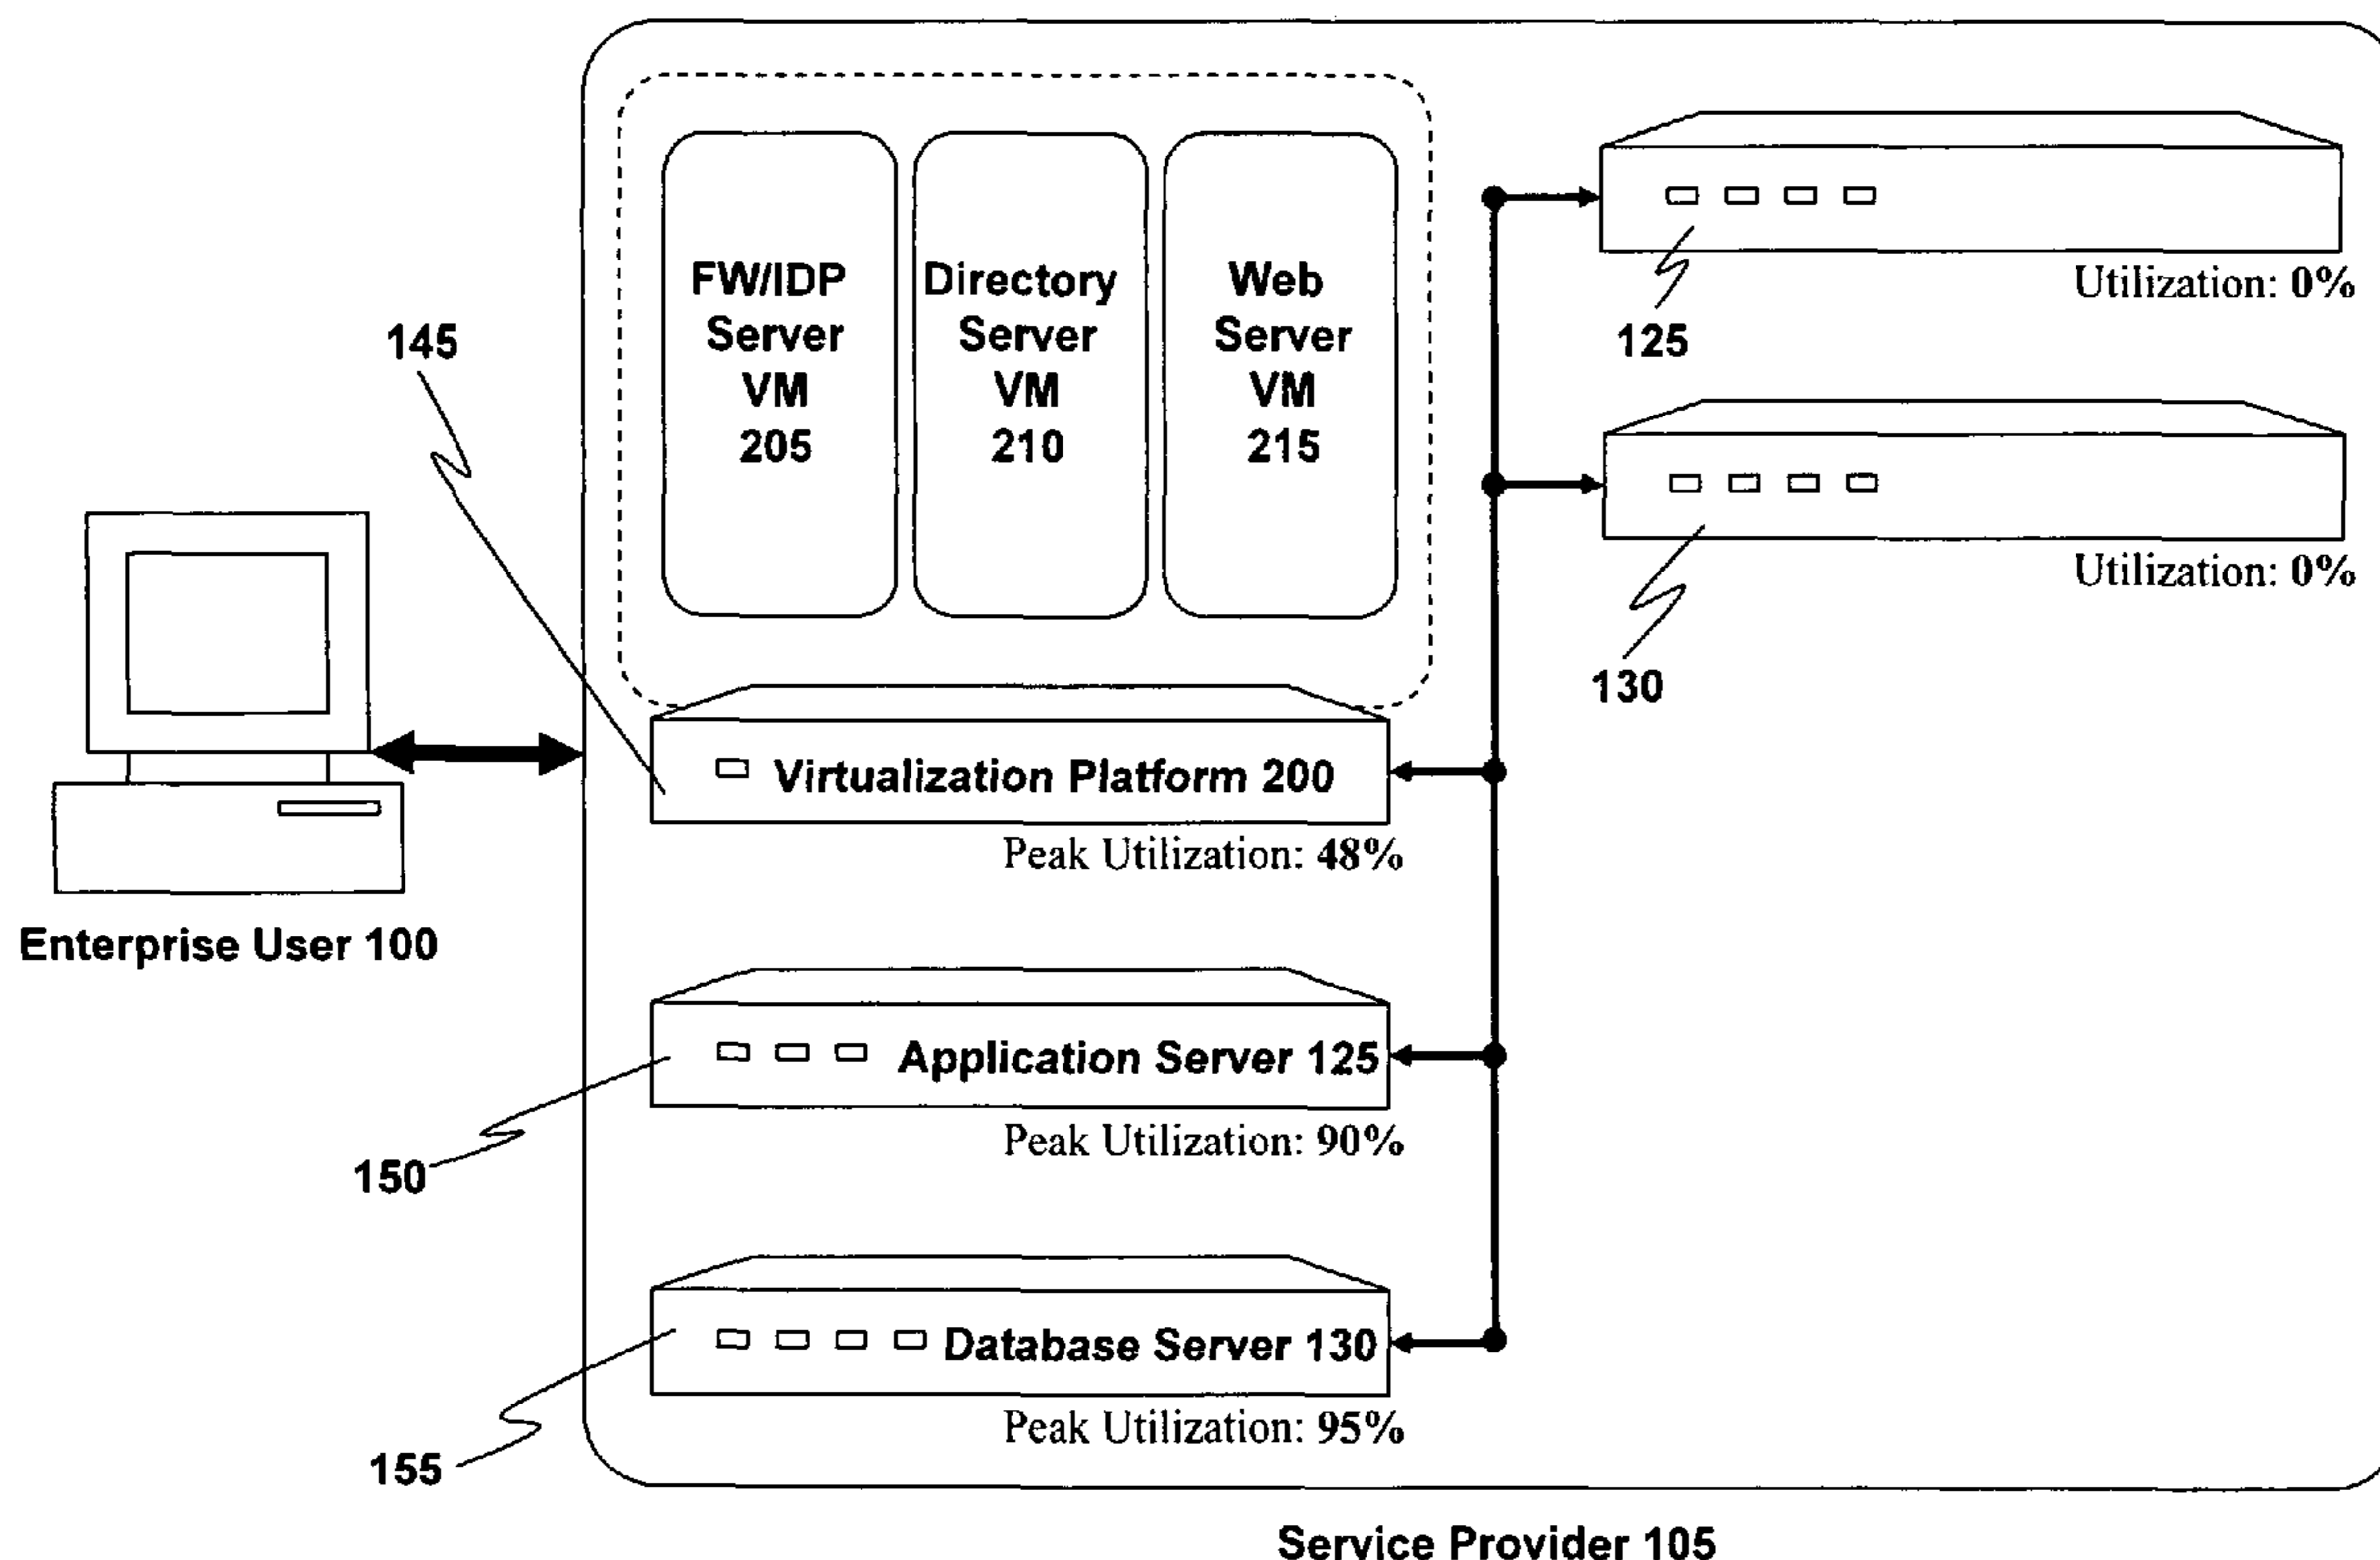 FW/IDP
Server
VM
205
Directory
Server
VM
210
Web
Server
VM
215
Utilization: 0%
125
Utilization: 0%
130
145
Virtualization Platform 200
Peak Utilization: 48%
Enterprise User 100
Application Server 125
Peak Utilization: 90%
150
Database Server 130
Peak Utilization: 95%
155
Service Provider 105